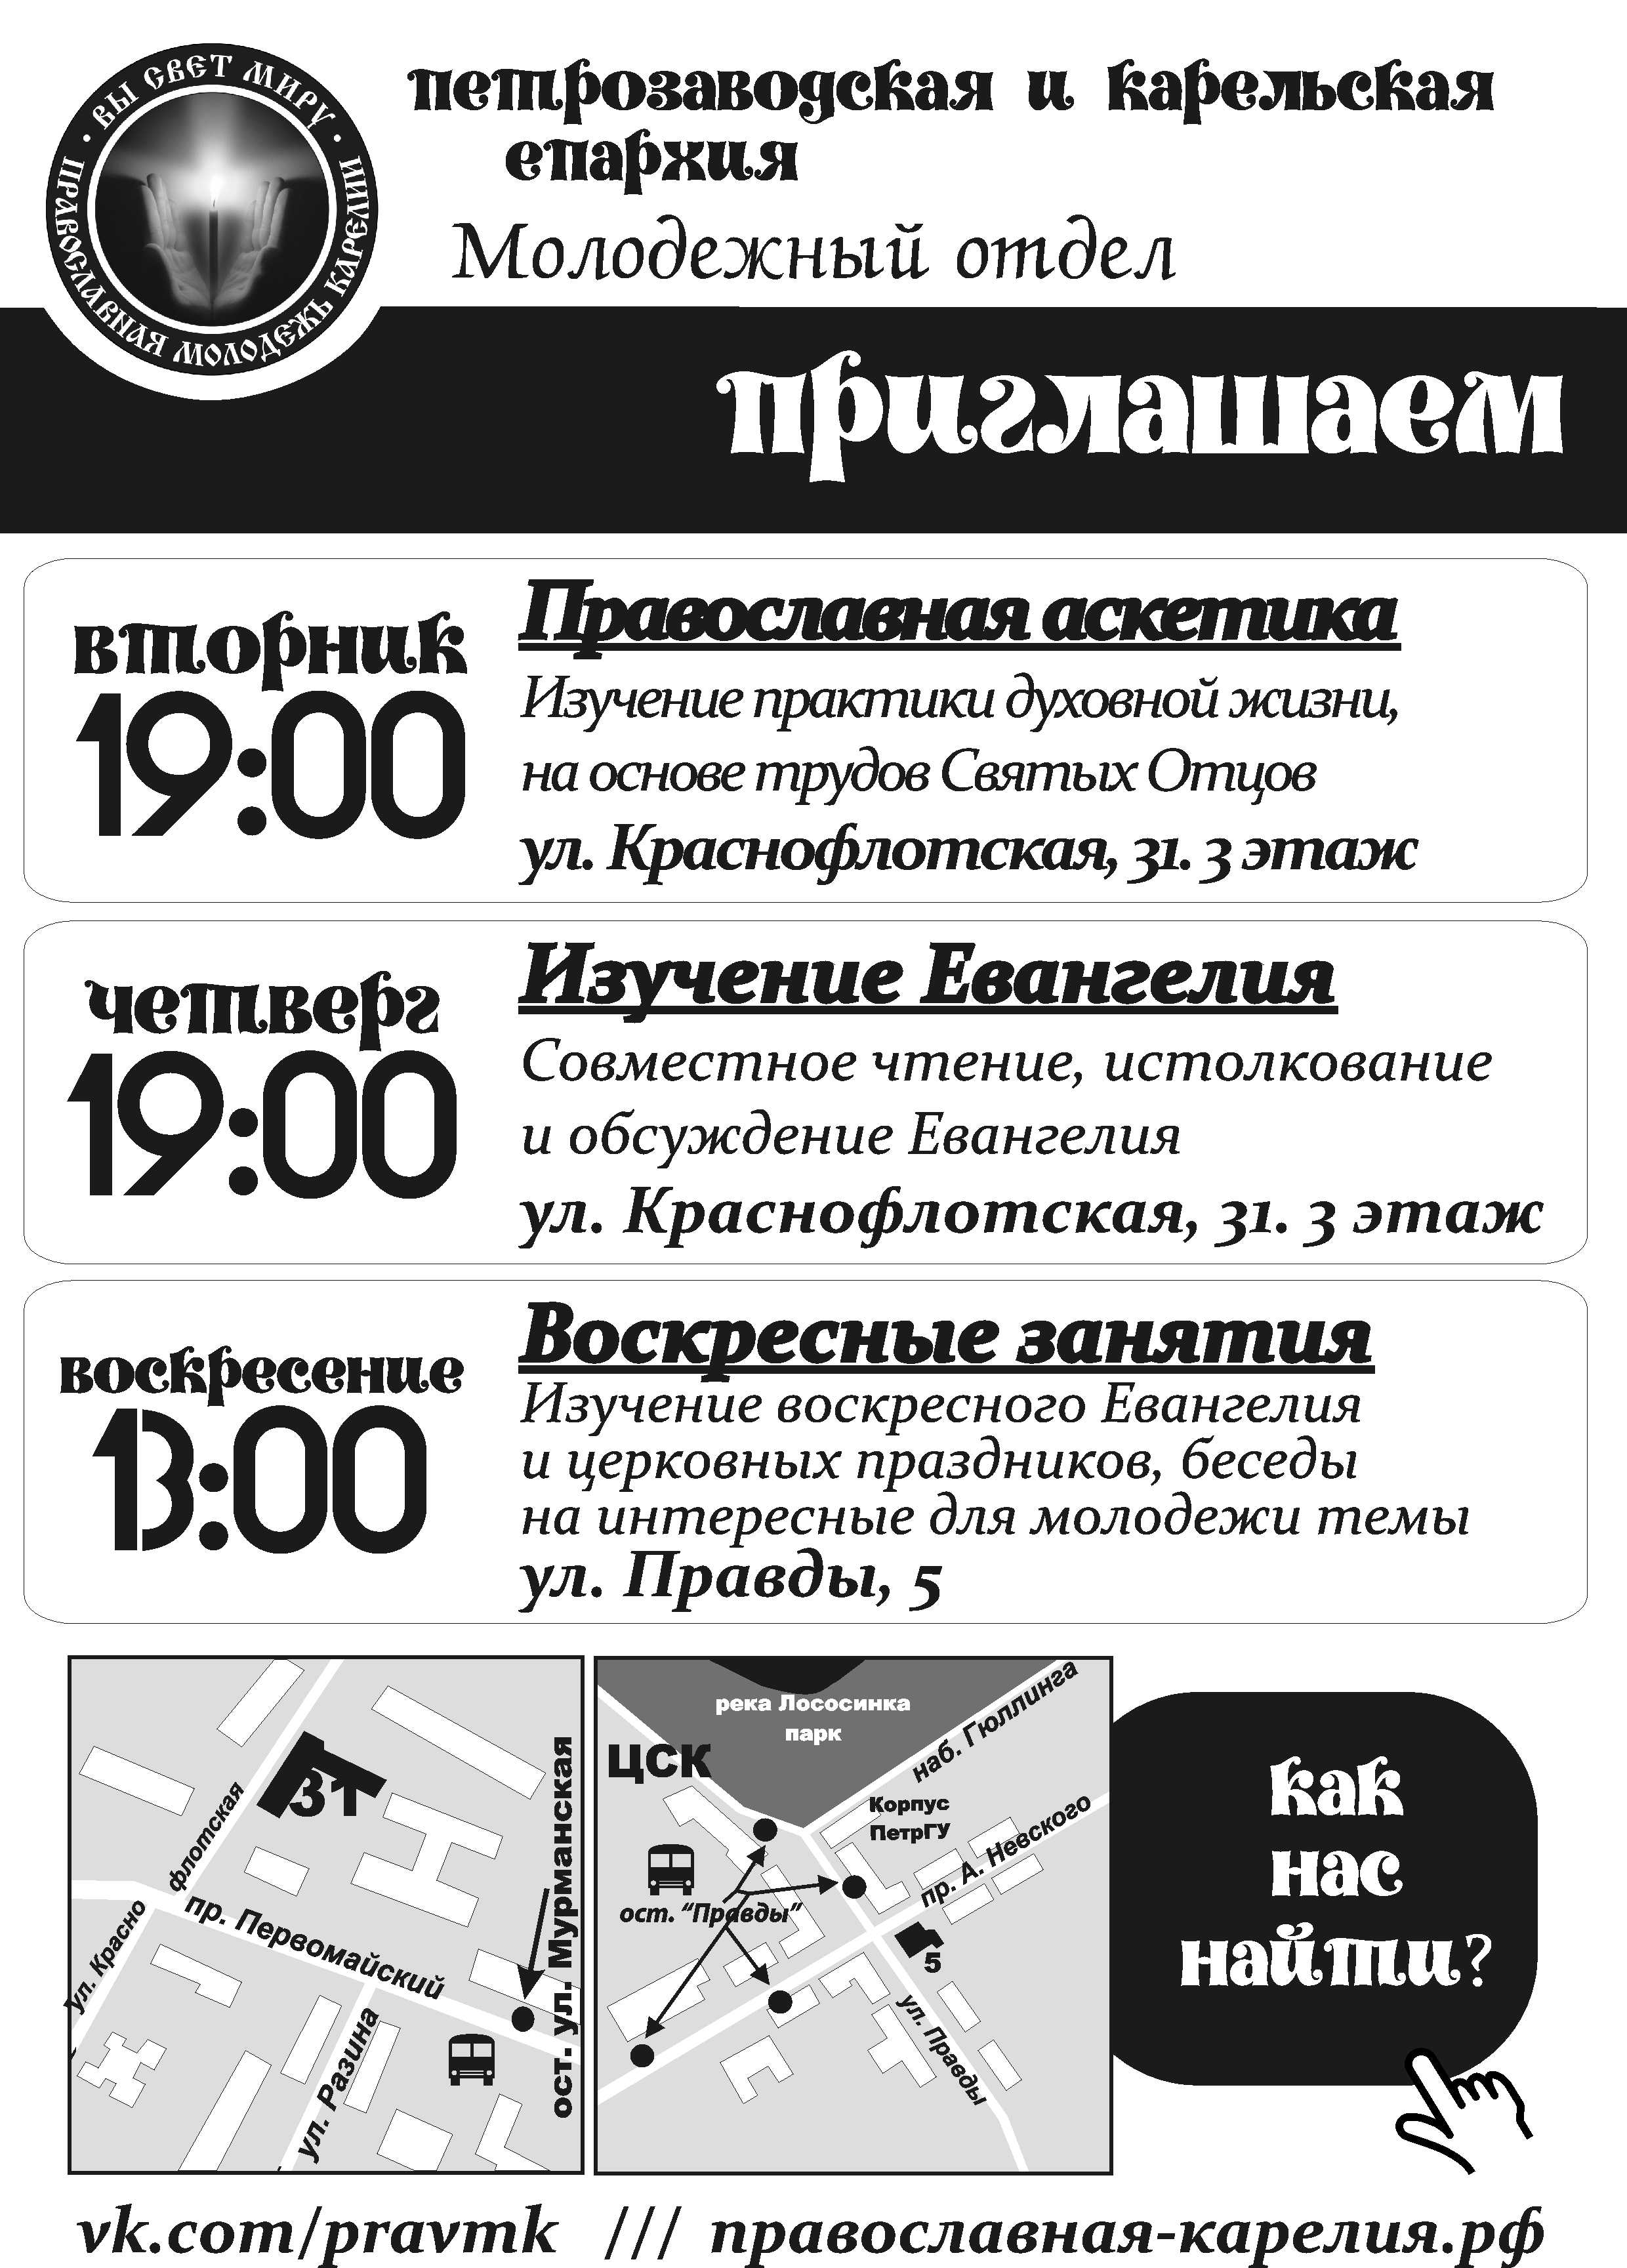 • ВЫ СВЕТ МИРУ •
ПРАВОСЛАВНАЯ МОЛОДЕЖЬ КАРЕЛИИ
петрозаводская и карельская
епархия
Молодежный отдел
приглашаем
вторник
19:00
Православная аскетика
Изучение практики духовной жизни,
на основе трудов Святых Отцов
ул. Краснофлотская, 31. 3 этаж
четверг
19:00
Изучение Евангелия
Совместное чтение, истолкование
и обсуждение Евангелия
ул. Краснофлотская, 31. 3 этаж
воскресение
13:00
Воскресные занятия
Изучение воскресного Евангелия
и церковных праздников, беседы
на интересные для молодежи темы
ул. Правды, 5
31
ул. Красно
флотская
пр. Первомайский
ул. Разина
ост. ул. Мурманская
река Лососинка
парк
ЦСК
наб. Гюллинга
Корпус
ПетрГУ
пр. А. Невского
ост. “Правды”
5
ул. Правды
как
нас
найти?
vk.com/pravmk /// православная-карелия.рф